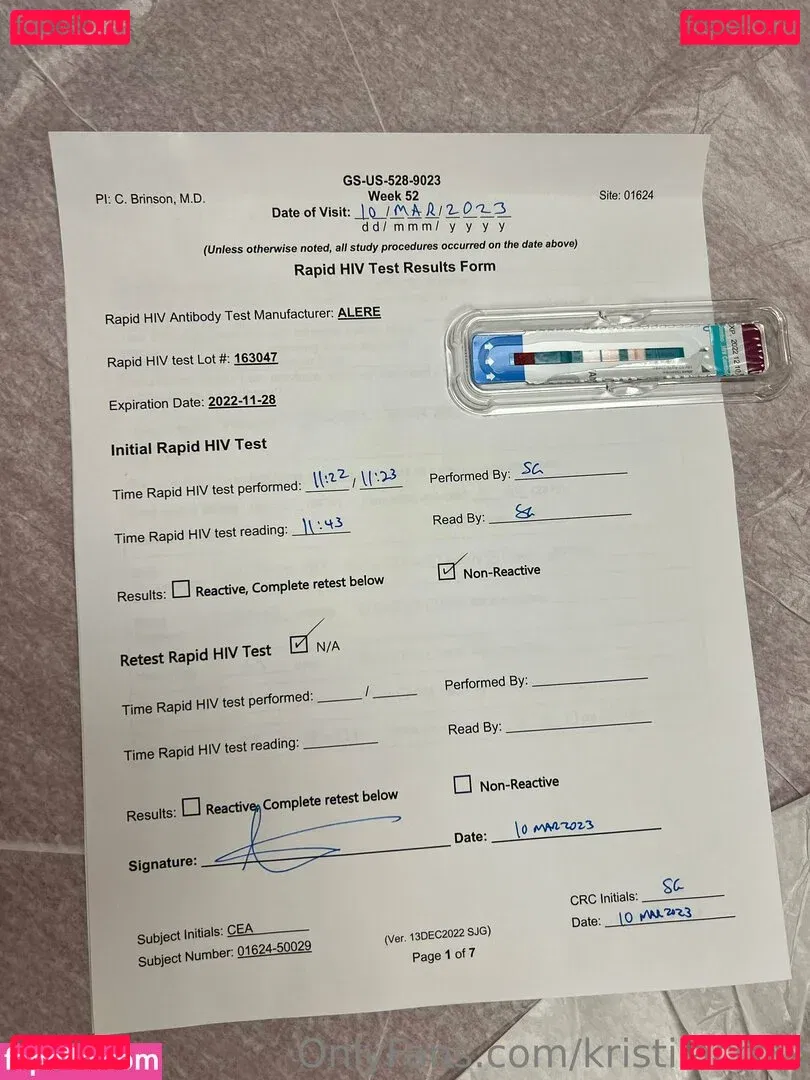 fapello.ru fapello.ru
GS-US-528-9023
PI: C. Brinson, M.D. Week 52 Site: 01624
Date of Visit: 10 / MAR / 2023
dd / mmm / y y y y
(Unless otherwise noted, all study procedures occurred on the date above)
Rapid HIV Test Results Form
Rapid HIV Antibody Test Manufacturer: ALERE
Rapid HIV test Lot #: 163047
Expiration Date: 2022-11-28
Initial Rapid HIV Test
Time Rapid HIV test performed: 11:22 / 11:23 Performed By: SG
Time Rapid HIV test reading: 11:43 Read By: SG
Results: Reactive, Complete retest below Non-Reactive
Retest Rapid HIV Test N/A
Time Rapid HIV test performed: / Performed By:
Time Rapid HIV test reading: Read By:
Results: Reactive, Complete retest below Non-Reactive
Signature: Date: 10 MAR 2023
CRC Initials: SG
Subject Initials: CEA Date: 10 MAR 2023
Subject Number: 01624-50029 (Ver. 13DEC2022 SJG)
Page 1 of 7
fapello.ru om OnlyFans.com/kristi fapello.ru